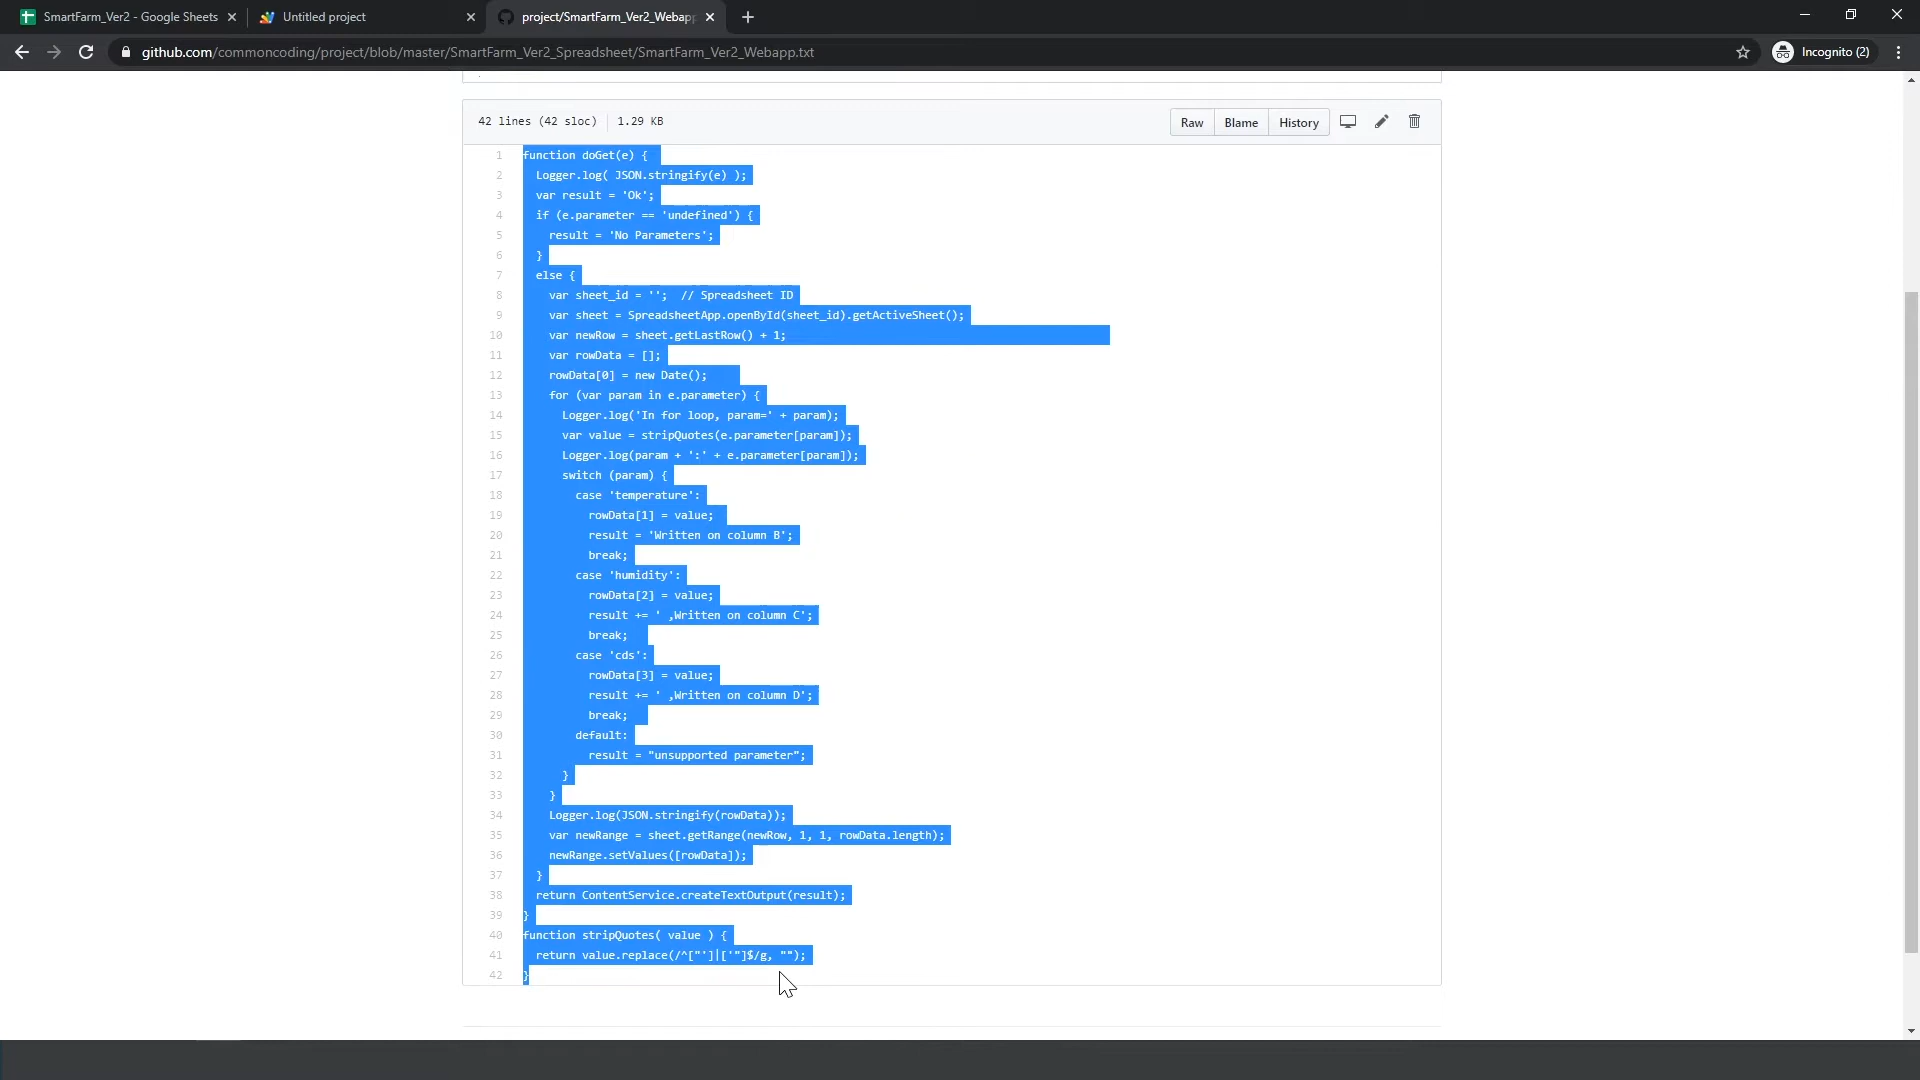 SmartFarm_Ver2 - Google Sheets
Untitled project
project/SmartFarm_Ver2_Webapp
github.com/commoncoding/project/blob/master/SmartFarm_Ver2_Spreadsheet/SmartFarm_Ver2_Webapp.txt
Incognito (2)
42 lines (42 sloc) 1.29 KB
Raw Blame History
1 function doGet(e) {
2 Logger.log( JSON.stringify(e) );
3 var result = 'Ok';
4 if (e.parameter == 'undefined') {
5 result = 'No Parameters';
6 }
7 else {
8 var sheet_id = ''; // Spreadsheet ID
9 var sheet = SpreadsheetApp.openById(sheet_id).getActiveSheet();
10 var newRow = sheet.getLastRow() + 1;
11 var rowData = [];
12 rowData[0] = new Date();
13 for (var param in e.parameter) {
14 Logger.log('In for loop, param=' + param);
15 var value = stripQuotes(e.parameter[param]);
16 Logger.log(param + ':' + e.parameter[param]);
17 switch (param) {
18 case 'temperature':
19 rowData[1] = value;
20 result = 'Written on column B';
21 break;
22 case 'humidity':
23 rowData[2] = value;
24 result += ' ,Written on column C';
25 break;
26 case 'cds':
27 rowData[3] = value;
28 result += ' ,Written on column D';
29 break;
30 default:
31 result = "unsupported parameter";
32 }
33 }
34 Logger.log(JSON.stringify(rowData));
35 var newRange = sheet.getRange(newRow, 1, 1, rowData.length);
36 newRange.setValues([rowData]);
37 }
38 return ContentService.createTextOutput(result);
39 }
40 function stripQuotes( value ) {
41 return value.replace(/^["']|['"]$/g, "");
42 }